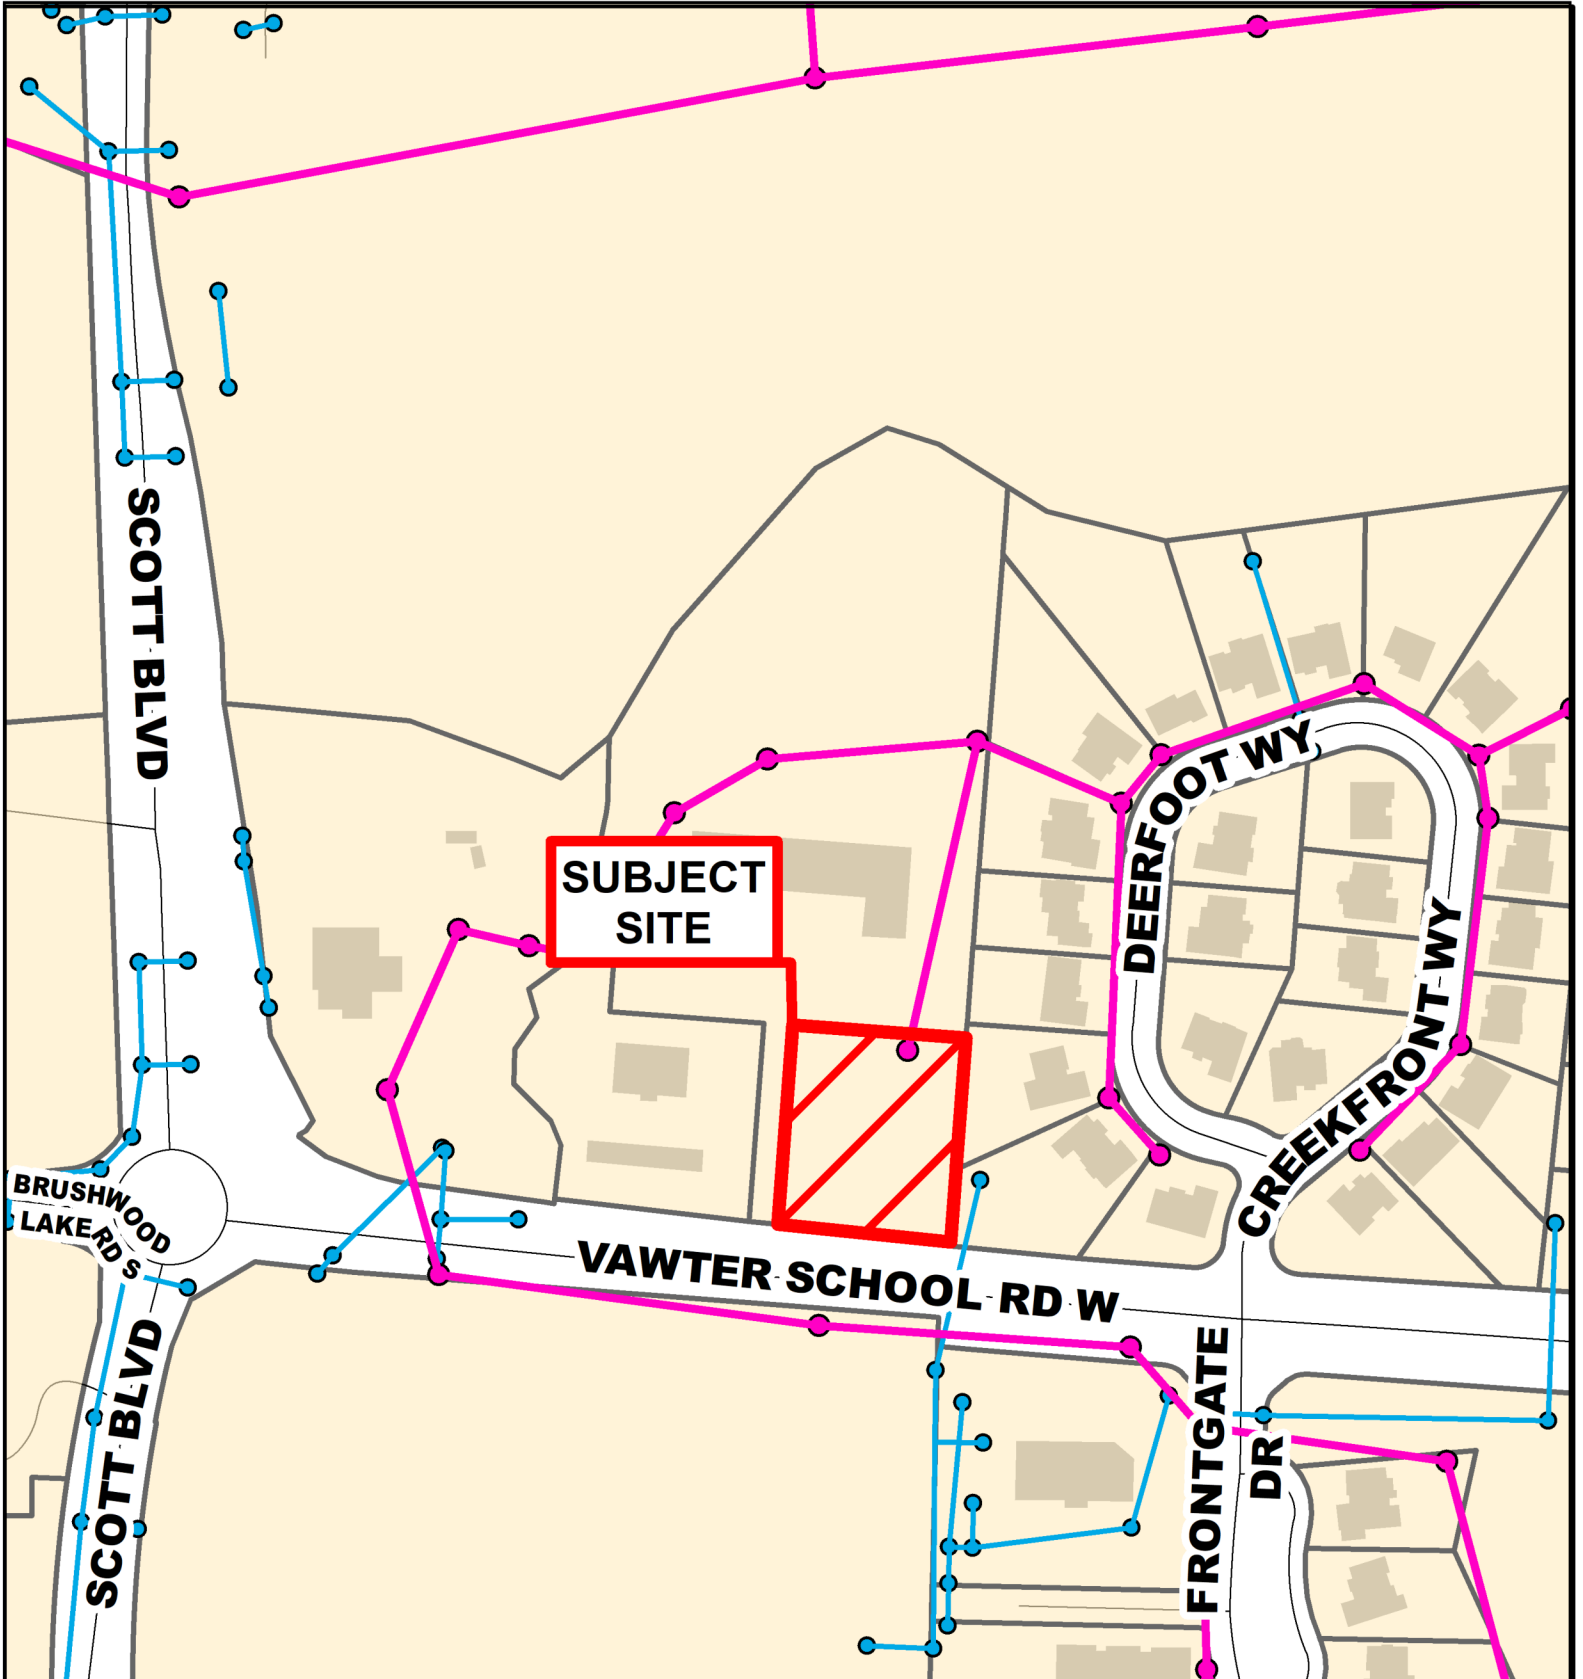 SCOTT BLVD
SUBJECT
SITE
DEERFOOT WY
CREEKFRONT WY
BRUSHWOOD
LAKE RD S
VAWTER SCHOOL RD W
SCOTT BLVD
FRONTGATE
DR